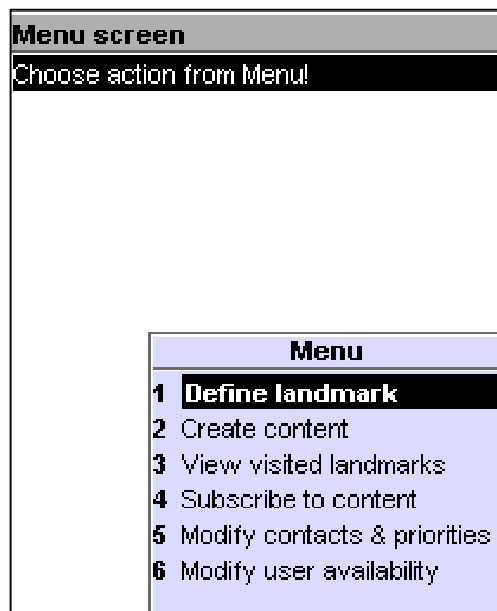 Menu screen
Choose action from Menu!
Menu
1 Define landmark
2 Create content
3 View visited landmarks
4 Subscribe to content
5 Modify contacts & priorities
6 Modify user availability